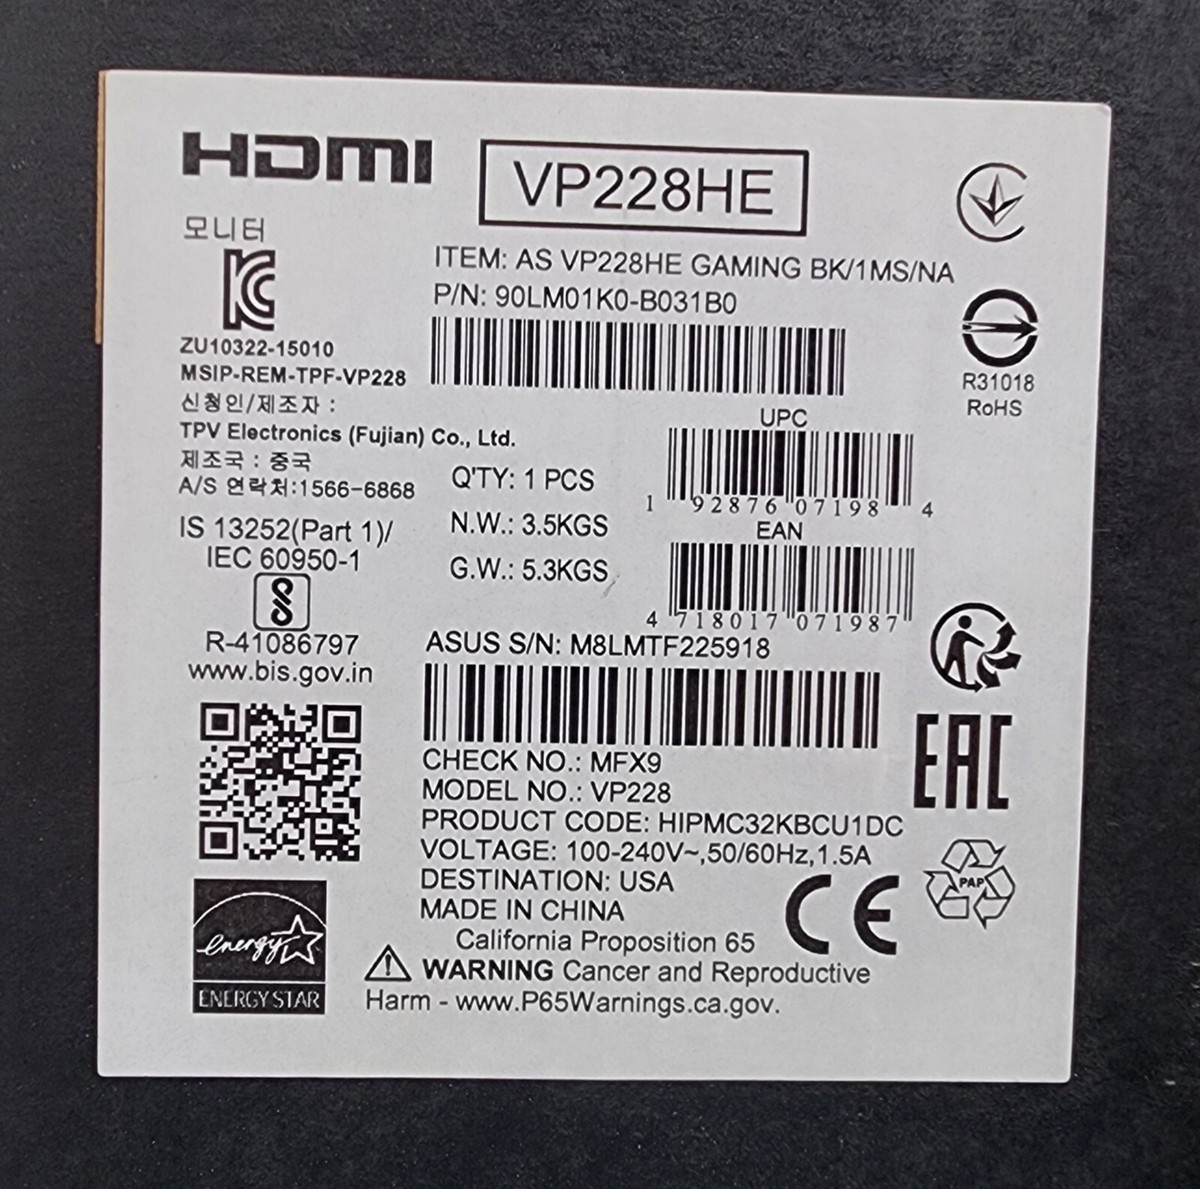 HDMI
VP228HE
모니터
ITEM: AS VP228HE GAMING BK/1MS/NA
P/N: 90LM01K0-B031B0
ZU10322-15010
MSIP-REM-TPF-VP228
신청인/제조자 :
TPV Electronics (Fujian) Co., Ltd.
제조국 : 중국
A/S 연락처:1566-6868
R31018
RoHS
UPC
1 92876 07198 4
Q'TY: 1 PCS
N.W.: 3.5KGS
G.W.: 5.3KGS
EAN
4 718017 071987
IS 13252(Part 1)/
IEC 60950-1
R-41086797
www.bis.gov.in
ASUS S/N: M8LMTF225918
CHECK NO.: MFX9
MODEL NO.: VP228
PRODUCT CODE: HIPMC32KBCU1DC
VOLTAGE: 100-240V~,50/60Hz,1.5A
DESTINATION: USA
MADE IN CHINA
EAC
PAP
CE
energy
ENERGY STAR
California Proposition 65
WARNING Cancer and Reproductive
Harm - www.P65Warnings.ca.gov.